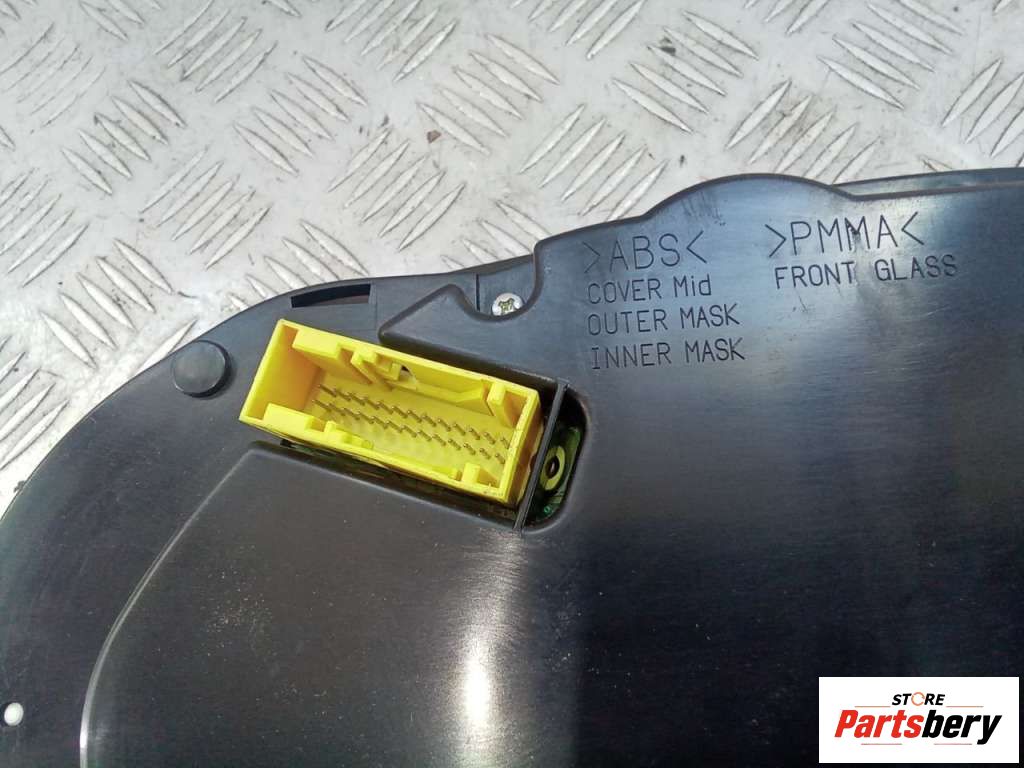 >ABS<
COVER Mid
OUTER MASK
INNER MASK
>PMMA<
FRONT GLASS
STORE
Partsbery